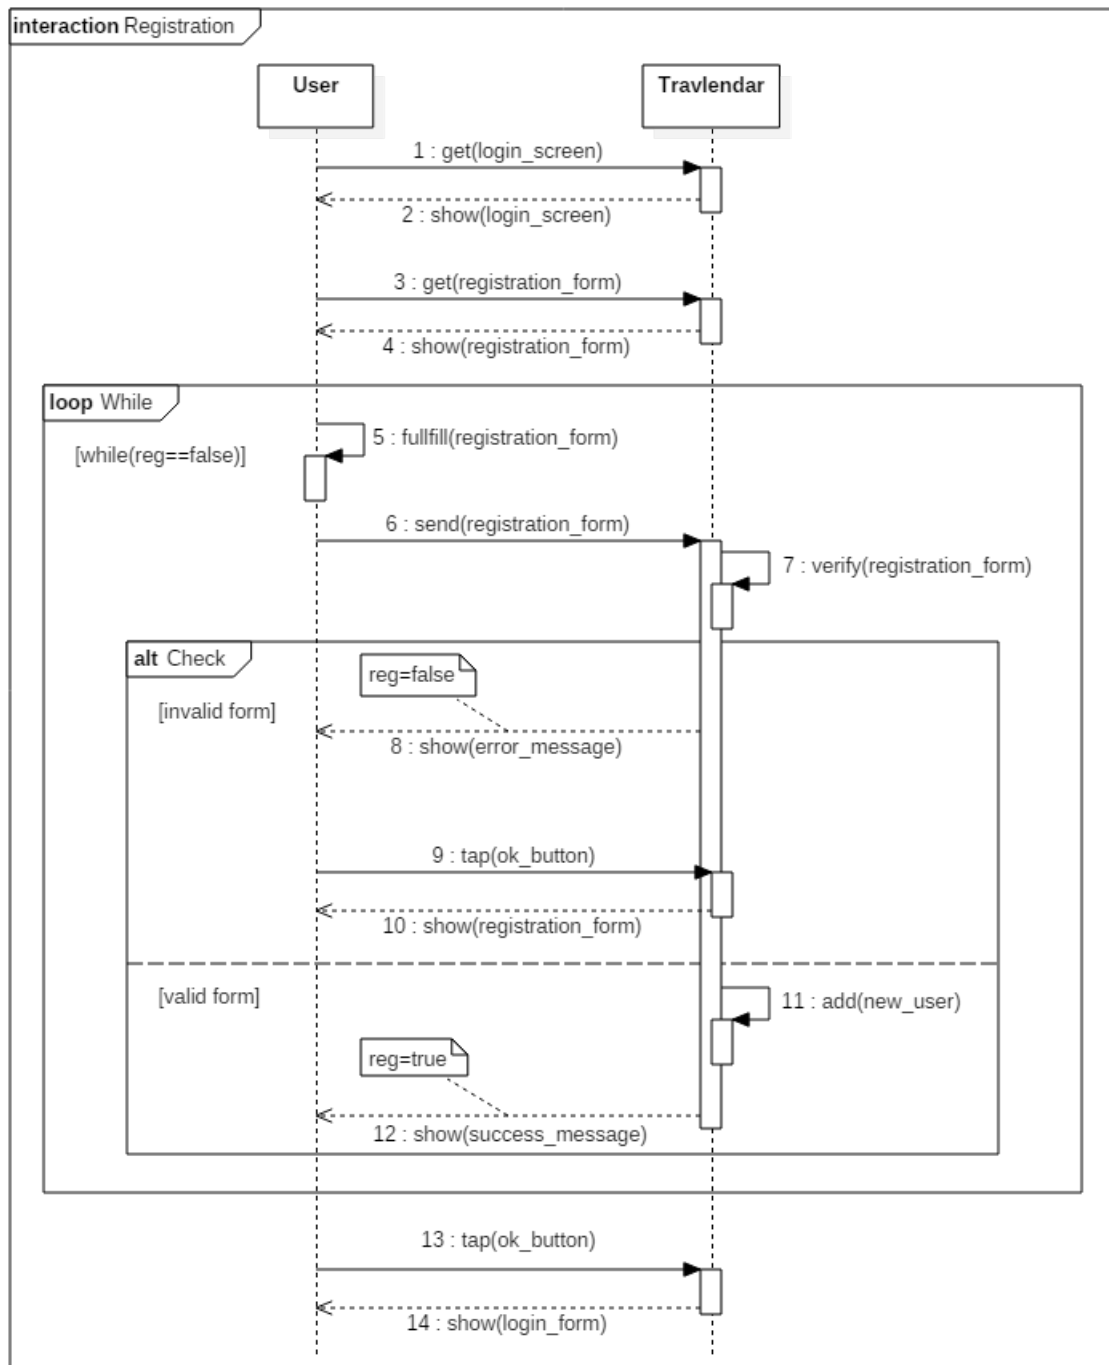 interaction Registration
User
Travlendar
1 : get(login_screen)
2 : show(login_screen)
3 : get(registration_form)
4 : show(registration_form)
loop While
[while(reg==false)]
5 : fullfill(registration_form)
6 : send(registration_form)
7 : verify(registration_form)
alt Check
reg=false
[invalid form]
8 : show(error_message)
9 : tap(ok_button)
10 : show(registration_form)
[valid form]
11 : add(new_user)
reg=true
12 : show(success_message)
13 : tap(ok_button)
14 : show(login_form)